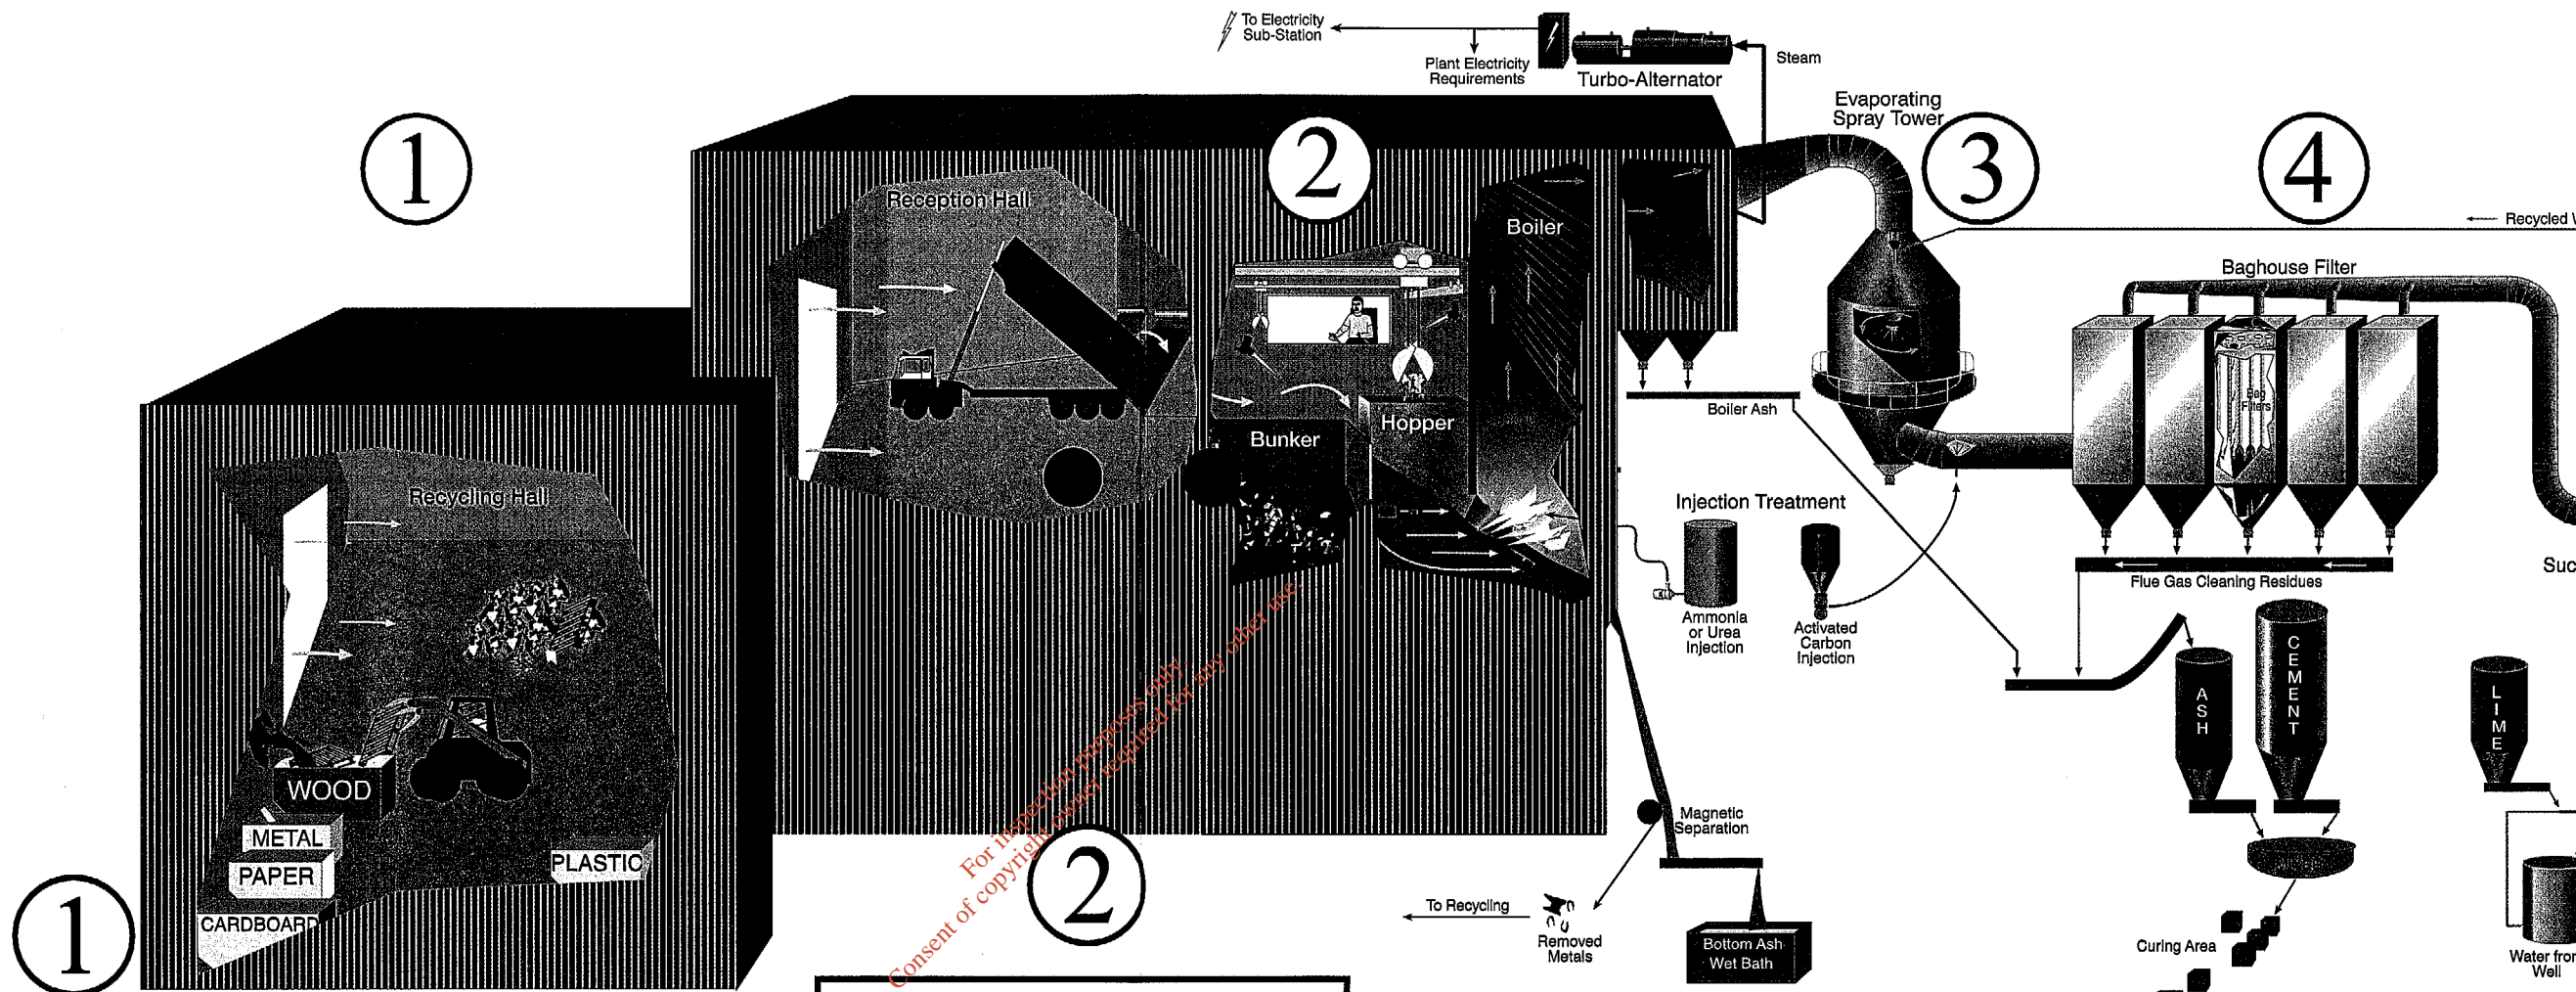 To Electricity
Sub-Station
Plant Electricity
Requirements
Turbo-Alternator
Steam
1
2
Evaporating
Spray Tower
3
4
Reception Hall
Boiler
Recycled
Baghouse Filter
Bag
Filters
Boiler Ash
Hopper
Bunker
Recycling Hall
Injection Treatment
Ammonia
or Urea
Injection
Activated
Carbon
Injection
Flue Gas Cleaning Residues
ASH
CEMENT
LIME
WOOD
METAL
PAPER
CARDBOARD
PLASTIC
1
2
Magnetic
Separation
To Recycling
Removed
Metals
Bottom Ash
Wet Bath
Curing Area
Water from
Well
For inspection purposes only.
Consent of copyright owner required for any other use.